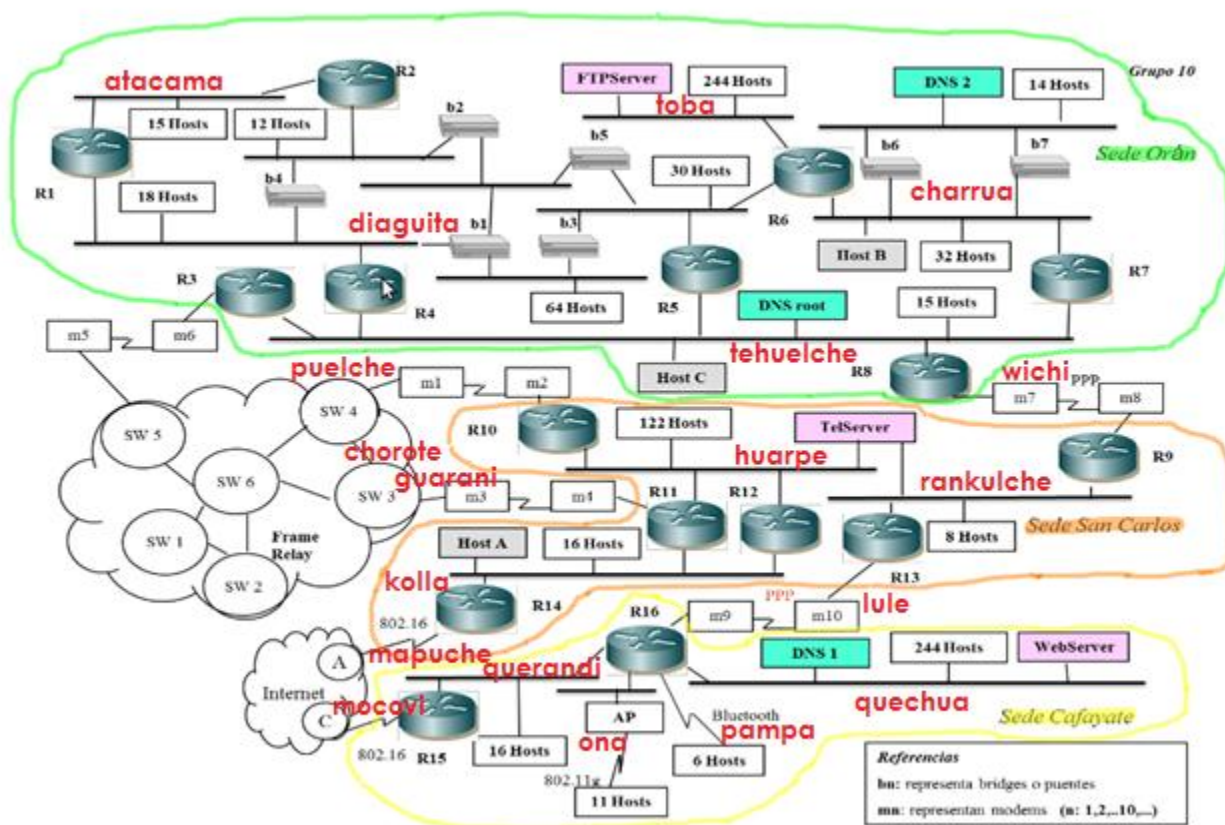 R2
FTPServer
244 Hosts
DNS 2
14 Hosts
Grupo 10
atacama
toba
b2
15 Hosts
12 Hosts
b5
b6
b7
Sede Orán
R1
b4
30 Hosts
18 Hosts
R6
charrua
diaguita
b1
b3
Host B
32 Hosts
R7
R3
R4
64 Hosts
R5
DNS root
15 Hosts
m5
m6
tehuelche
Host C
R8
wichi
ppp
puelche
m1
m2
m7
m8
SW 4
R10
122 Hosts
TelServer
SW 5
R9
chorote
huarpe
guarani
SW 6
SW 3
m3
m4
R11
R12
rankulche
Sede San Carlos
SW 1
Frame
Relay
Host A
16 Hosts
8 Hosts
SW 2
kolla
R14
R13
PPP
R16
m9
m10
lule
802.16
mapuche
A
DNS 1
244 Hosts
WebServer
querandi
Internet
C
mocovi
quechua
Sede Cafayate
AP
Bluetooth
pampa
ona
16 Hosts
6 Hosts
802.16
R15
802.11g
11 Hosts
Referencias
bn: representa bridges o puentes
mn: representan modems (n: 1,2,..10,...)